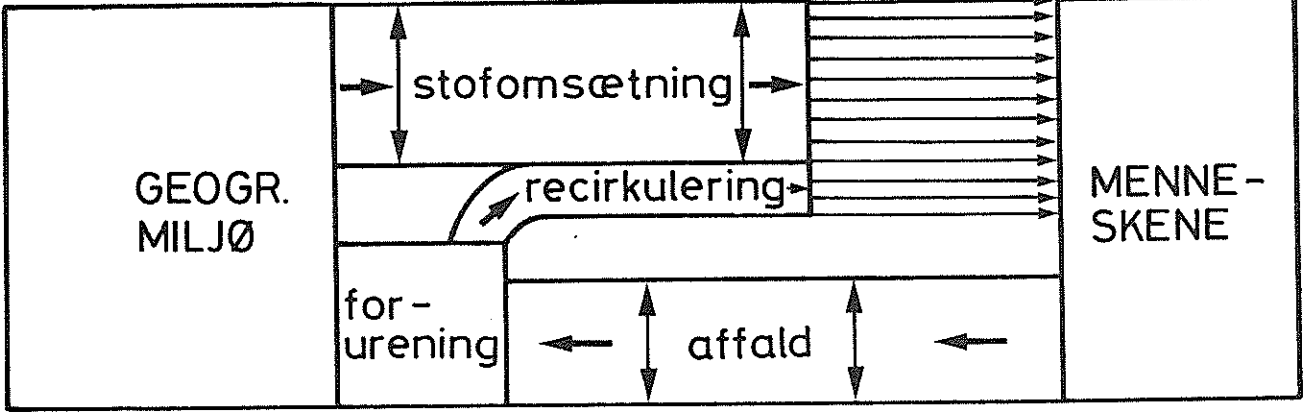 stofomsætning
GEOGR.
MILJØ
recirkulering
MENNE-
SKENE
for-
urening
affald